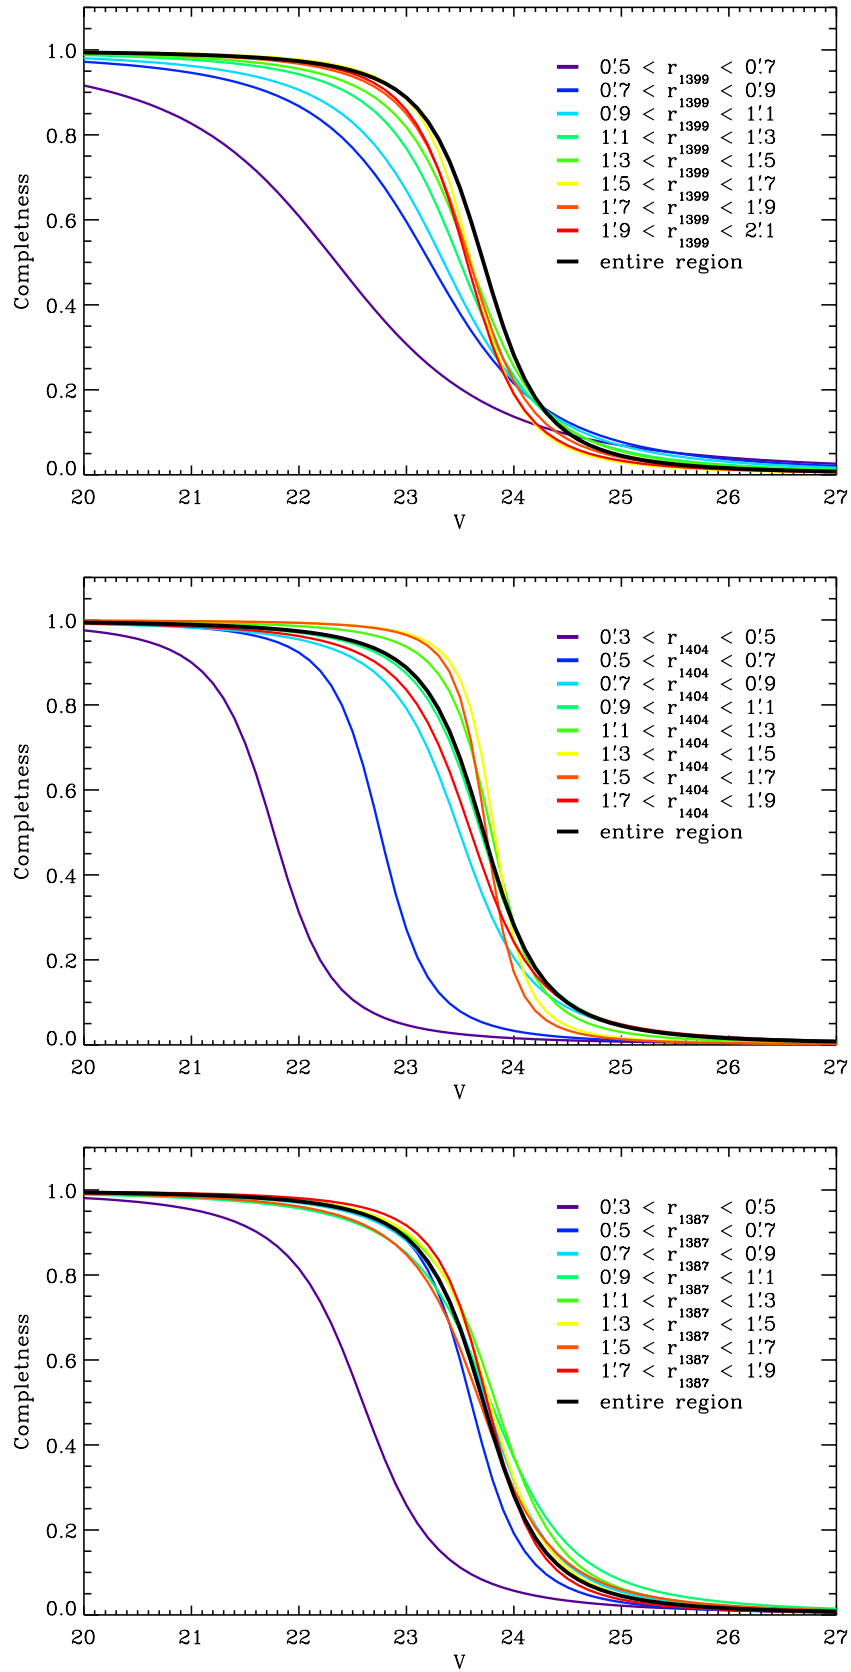 1.0
0.8
0.6
0.4
0.2
0.0
Completness
20 21 22 23 24 25 26 27
V
0'.5 < r1399 < 0'.7
0'.7 < r1399 < 0'.9
0'.9 < r1399 < 1'.1
1'.1 < r1399 < 1'.3
1'.3 < r1399 < 1'.5
1'.5 < r1399 < 1'.7
1'.7 < r1399 < 1'.9
1'.9 < r1399 < 2'.1
entire region
1.0
0.8
0.6
0.4
0.2
0.0
Completness
20 21 22 23 24 25 26 27
V
0'.3 < r1404 < 0'.5
0'.5 < r1404 < 0'.7
0'.7 < r1404 < 0'.9
0'.9 < r1404 < 1'.1
1'.1 < r1404 < 1'.3
1'.3 < r1404 < 1'.5
1'.5 < r1404 < 1'.7
1'.7 < r1404 < 1'.9
entire region
1.0
0.8
0.6
0.4
0.2
0.0
Completness
20 21 22 23 24 25 26 27
V
0'.3 < r1387 < 0'.5
0'.5 < r1387 < 0'.7
0'.7 < r1387 < 0'.9
0'.9 < r1387 < 1'.1
1'.1 < r1387 < 1'.3
1'.3 < r1387 < 1'.5
1'.5 < r1387 < 1'.7
1'.7 < r1387 < 1'.9
entire region